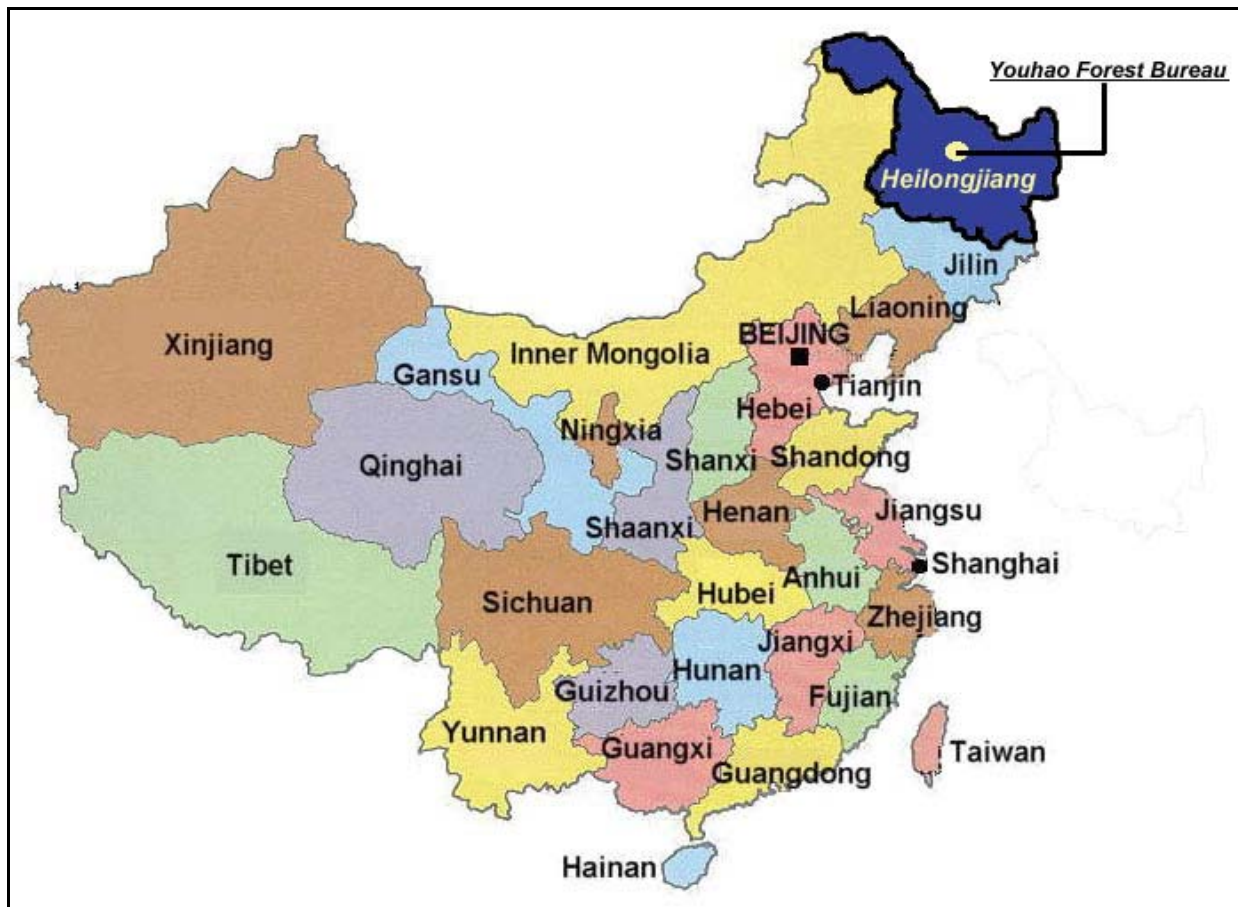 Youhao Forest Bureau
Heilongjiang
Jilin
Liaoning
Xinjiang
BEIJING
Inner Mongolia
Gansu
Tianjin
Hebei
Ningxia
Shanxi
Shandong
Qinghai
Henan
Jiangsu
Shaanxi
Tibet
Shanghai
Anhui
Hubei
Sichuan
Zhejiang
Jiangxi
Hunan
Guizhou
Fujian
Yunnan
Guangxi
Taiwan
Guangdong
Hainan